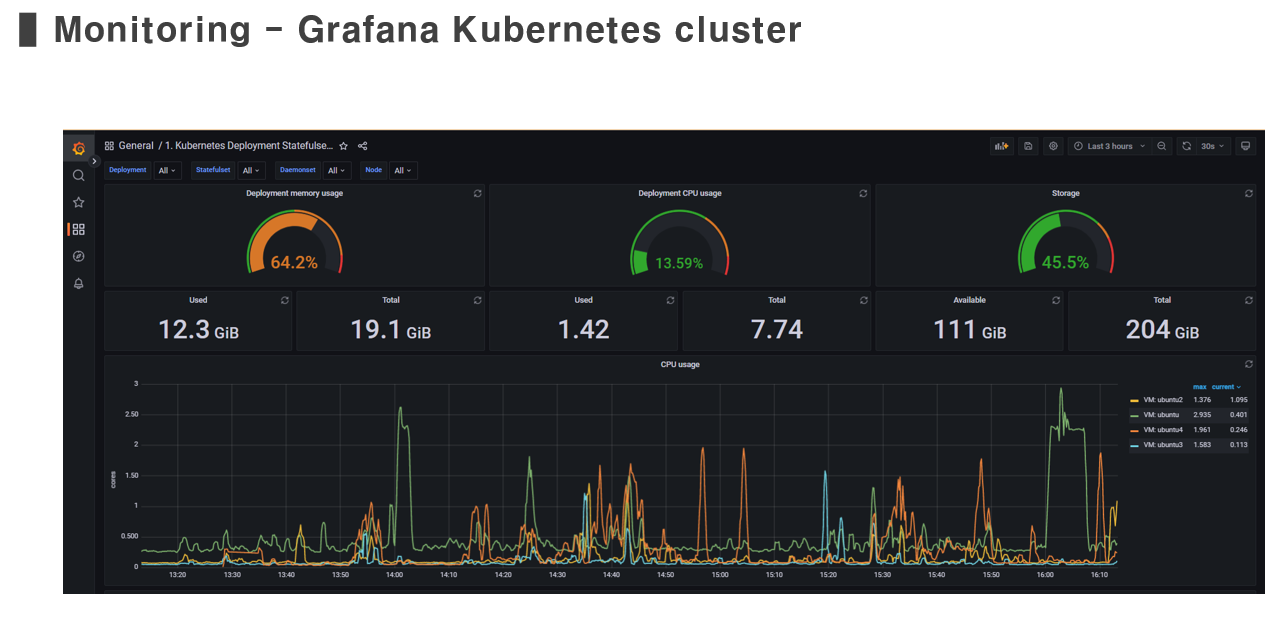 Monitoring - Grafana Kubernetes cluster
General / 1. Kubernetes Deployment Statefulse...
Last 3 hours
30s
Deployment All
Statefulset All
Daemonset All
Node All
Deployment memory usage
64.2%
Deployment CPU usage
13.59%
Storage
45.5%
Used
12.3 GiB
Total
19.1 GiB
Used
1.42
Total
7.74
Available
111 GiB
Total
204 GiB
CPU usage
cores
3
2.50
2
1.50
1
0.500
0
13:20 13:30 13:40 13:50 14:00 14:10 14:20 14:30 14:40 14:50 15:00 15:10 15:20 15:30 15:40 15:50 16:00 16:10
max current
VM: ubuntu2 1.376 1.095
VM: ubuntu 2.935 0.401
VM: ubuntu4 1.961 0.246
VM: ubuntu3 1.583 0.113